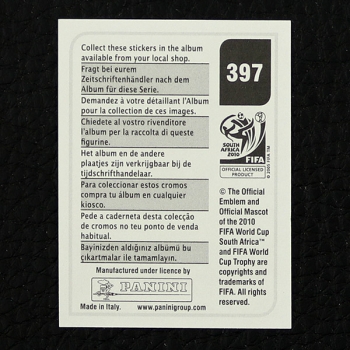 Collect these stickers in the album
available from your local shop.
Fragt bei eurem
Zeitschriftenhändler nach dem
Album für diese Serie.
Demandez à votre détaillant l'Album
pour la collection de ces images.
Chiedete al vostro rivenditore
l'album per la raccolta di queste
figurine.
Het album en de andere
plaatjes zijn verkrijgbaar bij de
tijdschrifthandelaar.
Para coleccionar estos cromos
compra tu álbum en cualquier
kiosco.
Pede a caderneta desta colecção
de cromos no teu ponto de venda
habitual.
Bayinizden aldığınız albümü bu
çıkartmalar ile tamamlayın.
Manufactured under licence by
PANINI
Made in Italy. www.paninigroup.com
397
SOUTH AFRICA
2010
FIFA
OFFICIAL LICENSED
PRODUCT
© The Official
Emblem and
Official Mascot
of the 2010
FIFA World Cup
South Africa™
and FIFA World
Cup Trophy are
copyrights and
trademarks of
FIFA. All rights
reserved.